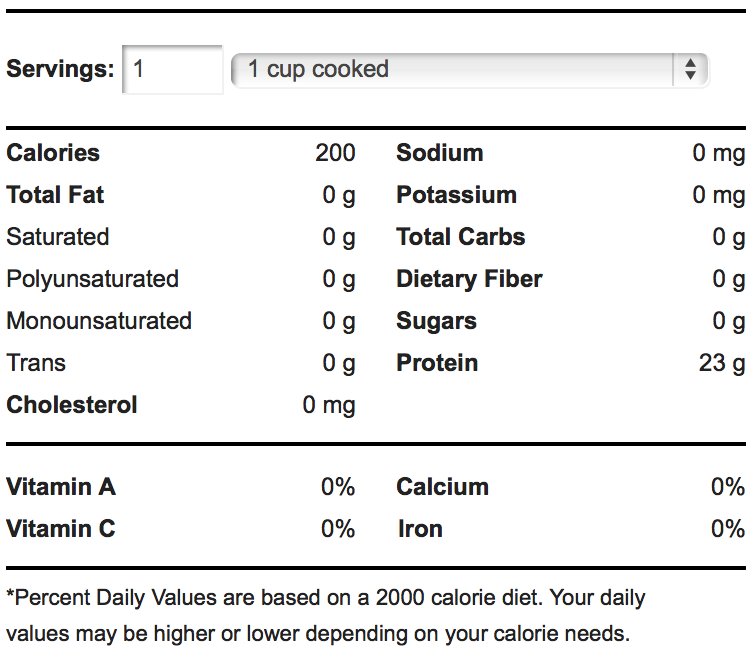 Servings: 1 1 cup cooked
Calories 200 Sodium 0 mg
Total Fat 0 g Potassium 0 mg
Saturated 0 g Total Carbs 0 g
Polyunsaturated 0 g Dietary Fiber 0 g
Monounsaturated 0 g Sugars 0 g
Trans 0 g Protein 23 g
Cholesterol 0 mg
Vitamin A 0% Calcium 0%
Vitamin C 0% Iron 0%
*Percent Daily Values are based on a 2000 calorie diet. Your daily
values may be higher or lower depending on your calorie needs.